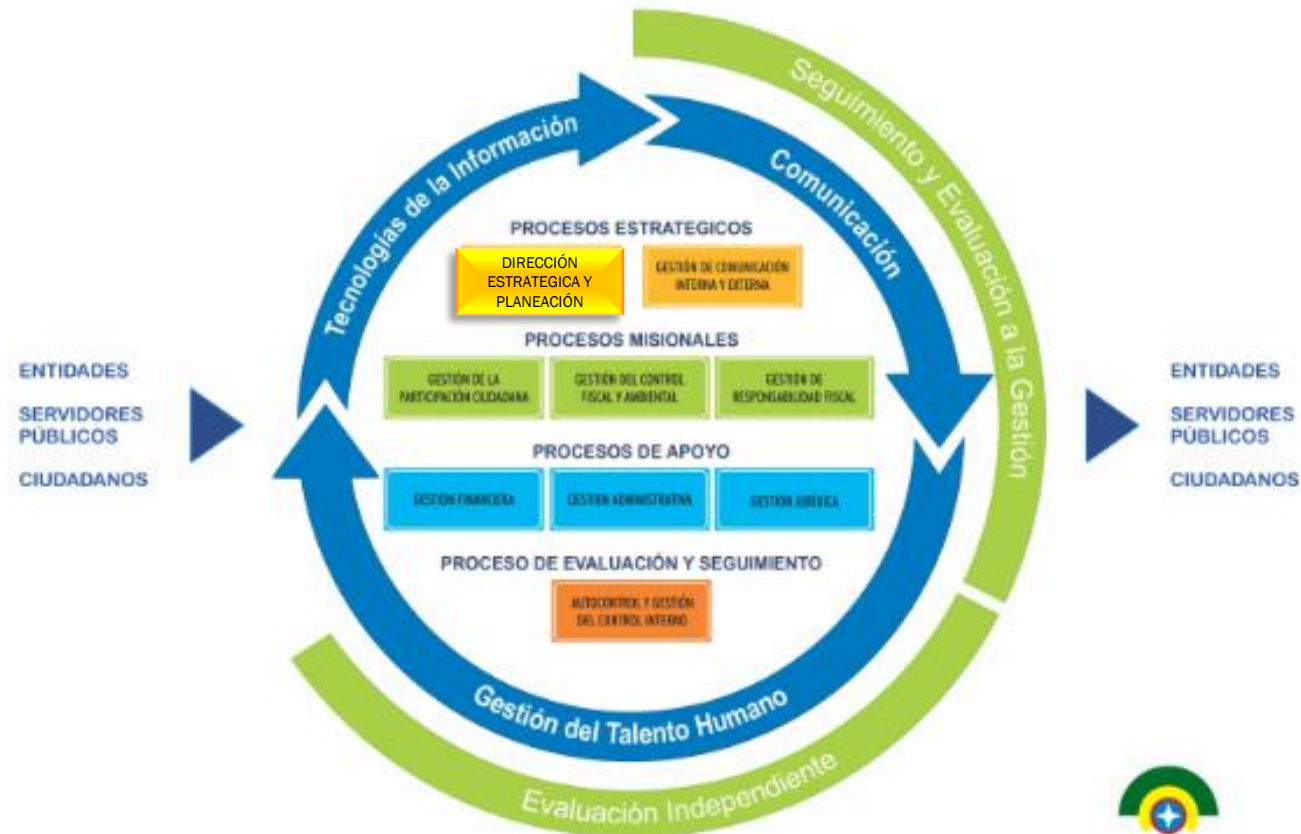 Seguimiento y Evaluación a la Gestión
Tecnologías de la Información
Comunicación
PROCESOS ESTRATEGICOS
DIRECCIÓN
ESTRATEGICA Y
PLANEACIÓN
GESTIÓN DE COMUNICACIÓN
INTERNA Y EXTERNA
PROCESOS MISIONALES
GESTIÓN DE LA
PARTICIPACIÓN CIUDADANA
GESTIÓN DEL CONTROL
FISCAL Y AMBIENTAL
GESTIÓN DE
RESPONSABILIDAD FISCAL
ENTIDADES
SERVIDORES
PÚBLICOS
CIUDADANOS
ENTIDADES
SERVIDORES
PÚBLICOS
CIUDADANOS
PROCESOS DE APOYO
GESTION FINANCIERA
GESTION ADMINISTRATIVA
GESTION JURÍDICA
PROCESO DE EVALUACIÓN Y SEGUIMIENTO
AUTOCONTROL Y GESTIÓN
DEL CONTROL INTERNO
Gestión del Talento Humano
Evaluación Independiente